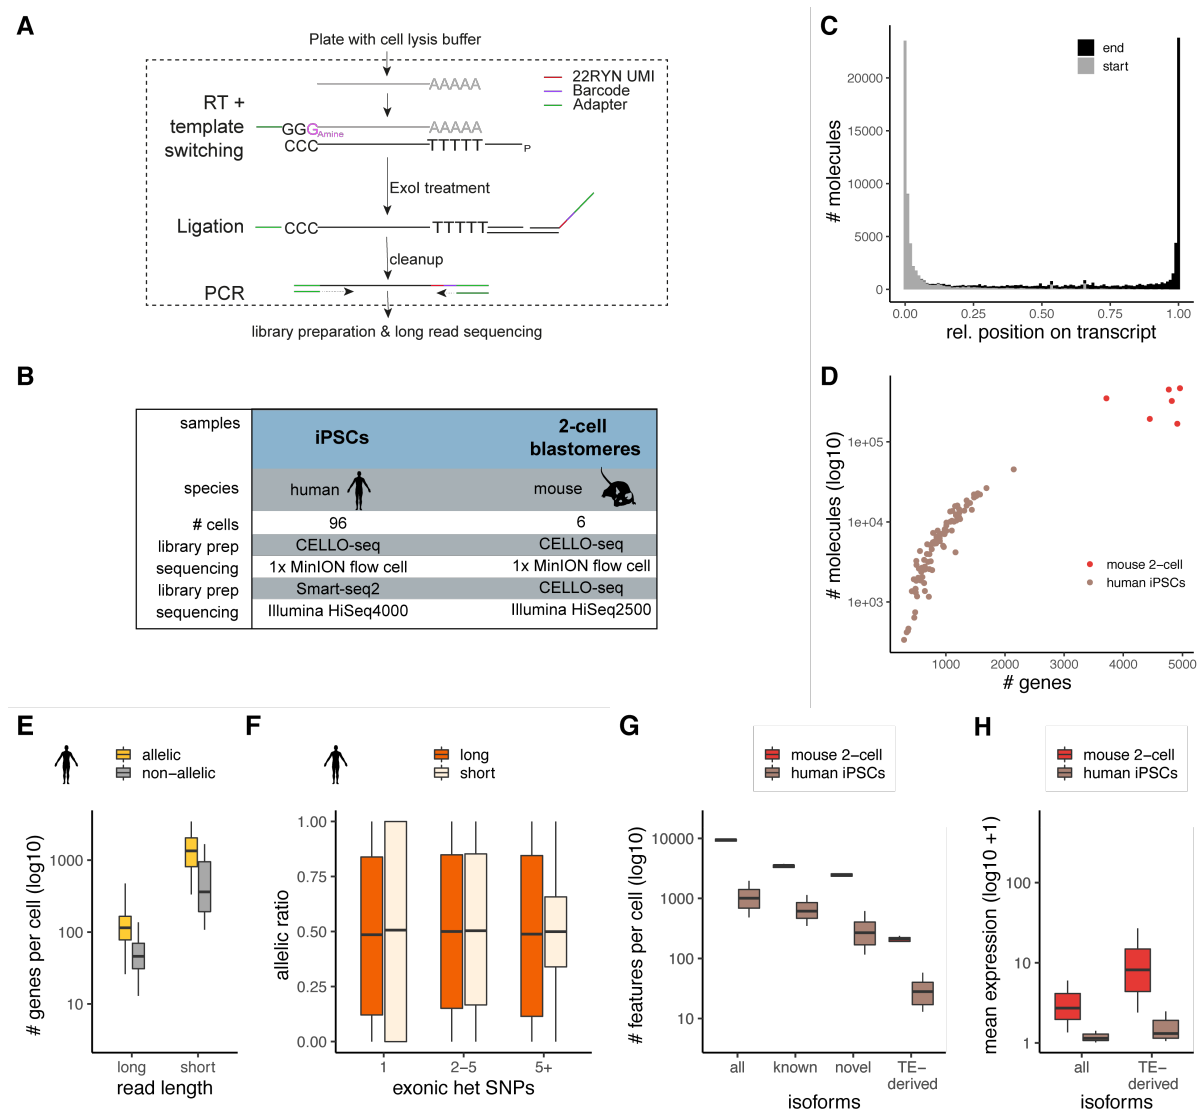 A
Plate with cell lysis buffer
AAAAA
22RYN UMI
Barcode
Adapter
RT +
template
switching
GGG
Amine
AAAAA
CCC
TTTTT
P
ExoI treatment
Ligation
CCC
TTTTT
cleanup
PCR
library preparation & long read sequencing
B
samples
iPSCs
2-cell
blastomeres
species
human
mouse
# cells
96
6
library prep
CELLO-seq
CELLO-seq
sequencing
1x MinION flow cell
1x MinION flow cell
library prep
Smart-seq2
CELLO-seq
sequencing
Illumina HiSeq4000
Illumina HiSeq2500
C
# molecules
20000
15000
10000
5000
0
end
start
0.00
0.25
0.50
0.75
1.00
rel. position on transcript
D
# molecules (log10)
1e+05
1e+04
1e+03
mouse 2-cell
human iPSCs
1000
2000
3000
4000
5000
# genes
E
allelic
non-allelic
# genes per cell (log10)
1000
100
10
long
short
read length
F
long
short
allelic ratio
1.00
0.75
0.50
0.25
0.00
1
2-5
5+
exonic het SNPs
G
mouse 2-cell
human iPSCs
# features per cell (log10)
10000
1000
100
10
all
known
novel
TE-
derived
isoforms
H
mouse 2-cell
human iPSCs
mean expression (log10 +1)
100
10
1
all
TE-
derived
isoforms